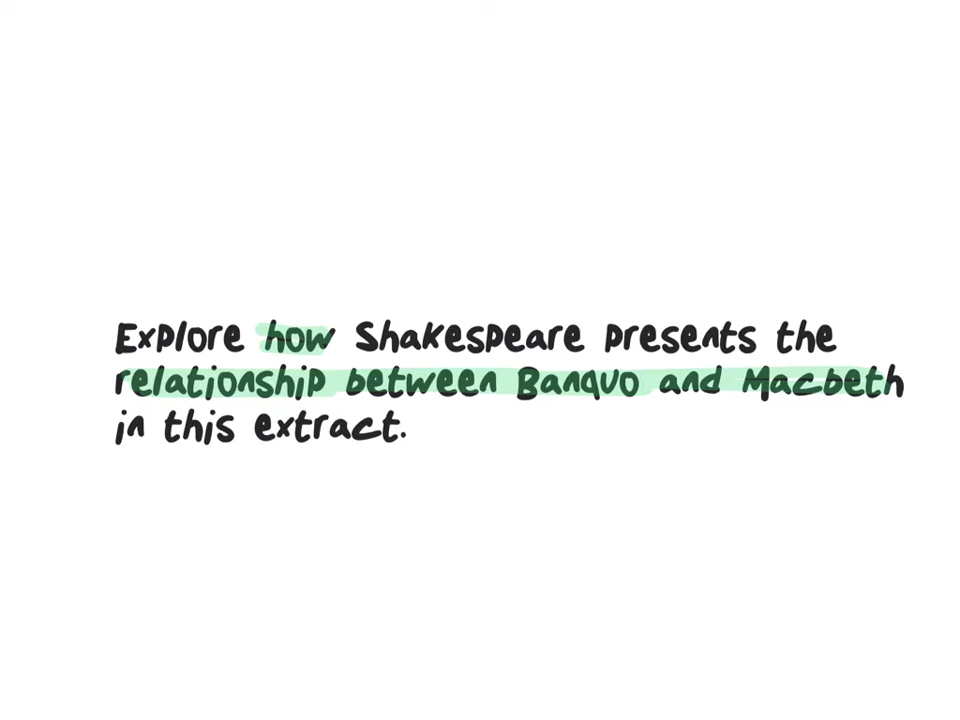 Explore how Shakespeare presents the
relationship between Banquo and Macbeth
in this extract.